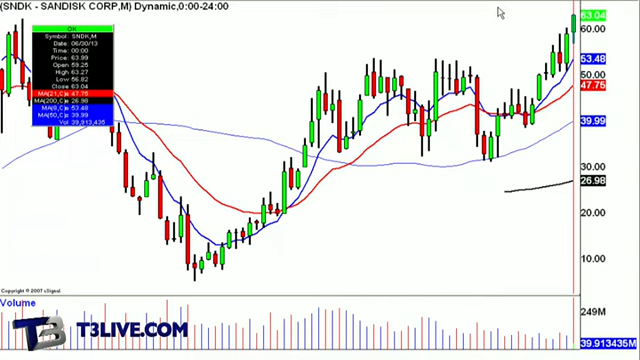 (SNDK - SANDISK CORP,M) Dynamic,0:00-24:00
OK
Symbol: SNDK,M
Date: 06/30/13
Time: 00:00
Price: 63.99
Open 59.25
High 63.27
Low 56.82
Close 63.04
MA(21,C)≥ 47.75
MA(200,C)≥ 26.98
MA(8,C)≥ 53.48
MA(50,C)≥ 39.99
Vol 39,913,435
63.04
60.00
53.48
50.00
47.75
39.99
30.00
26.98
20.00
10.00
Copyright © 2007 eSignal.
Volume
249M
39.913435M
T3
T3LIVE.COM